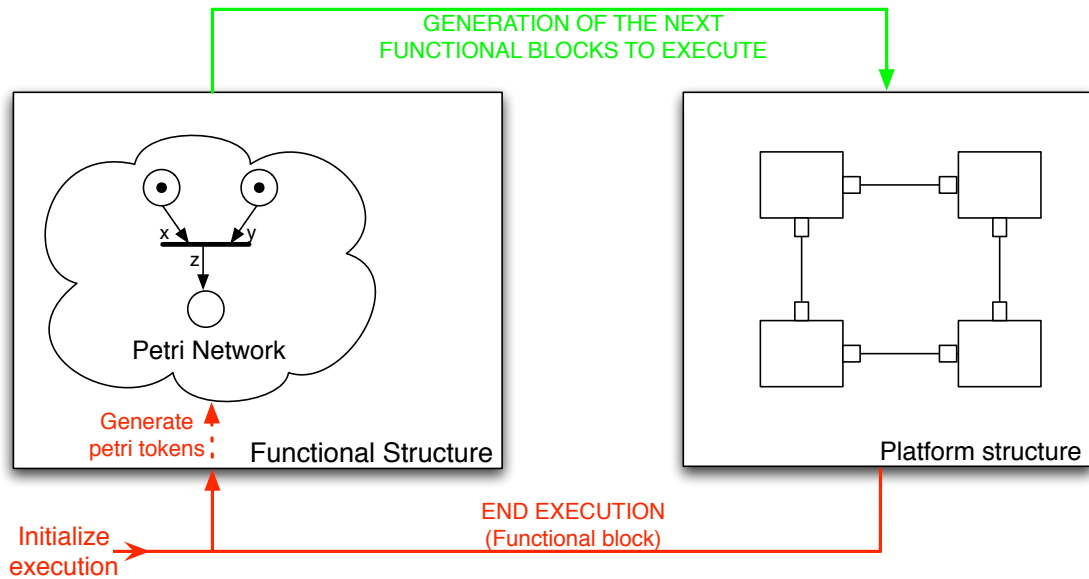 GENERATION OF THE NEXT
FUNCTIONAL BLOCKS TO EXECUTE
x
y
z
Petri Network
Generate
petri tokens
Functional Structure
Platform structure
END EXECUTION
(Functional block)
Initialize
execution